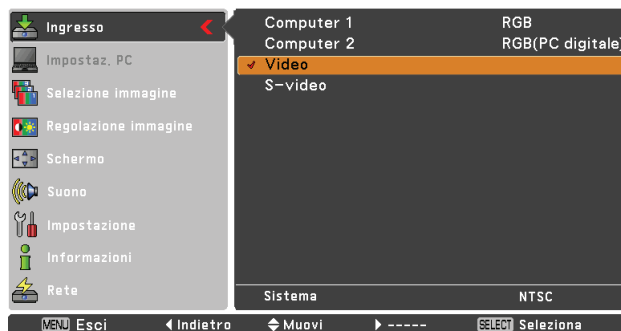 Ingresso
Impostaz. PC
Selezione immagine
Regolazione immagine
Schermo
Suono
Impostazione
Informazioni
Rete
Computer 1 RGB
Computer 2 RGB(PC digitale)
Video
S-video
Sistema NTSC
MENU Esci Indietro Muovi ----- SELECT Seleziona